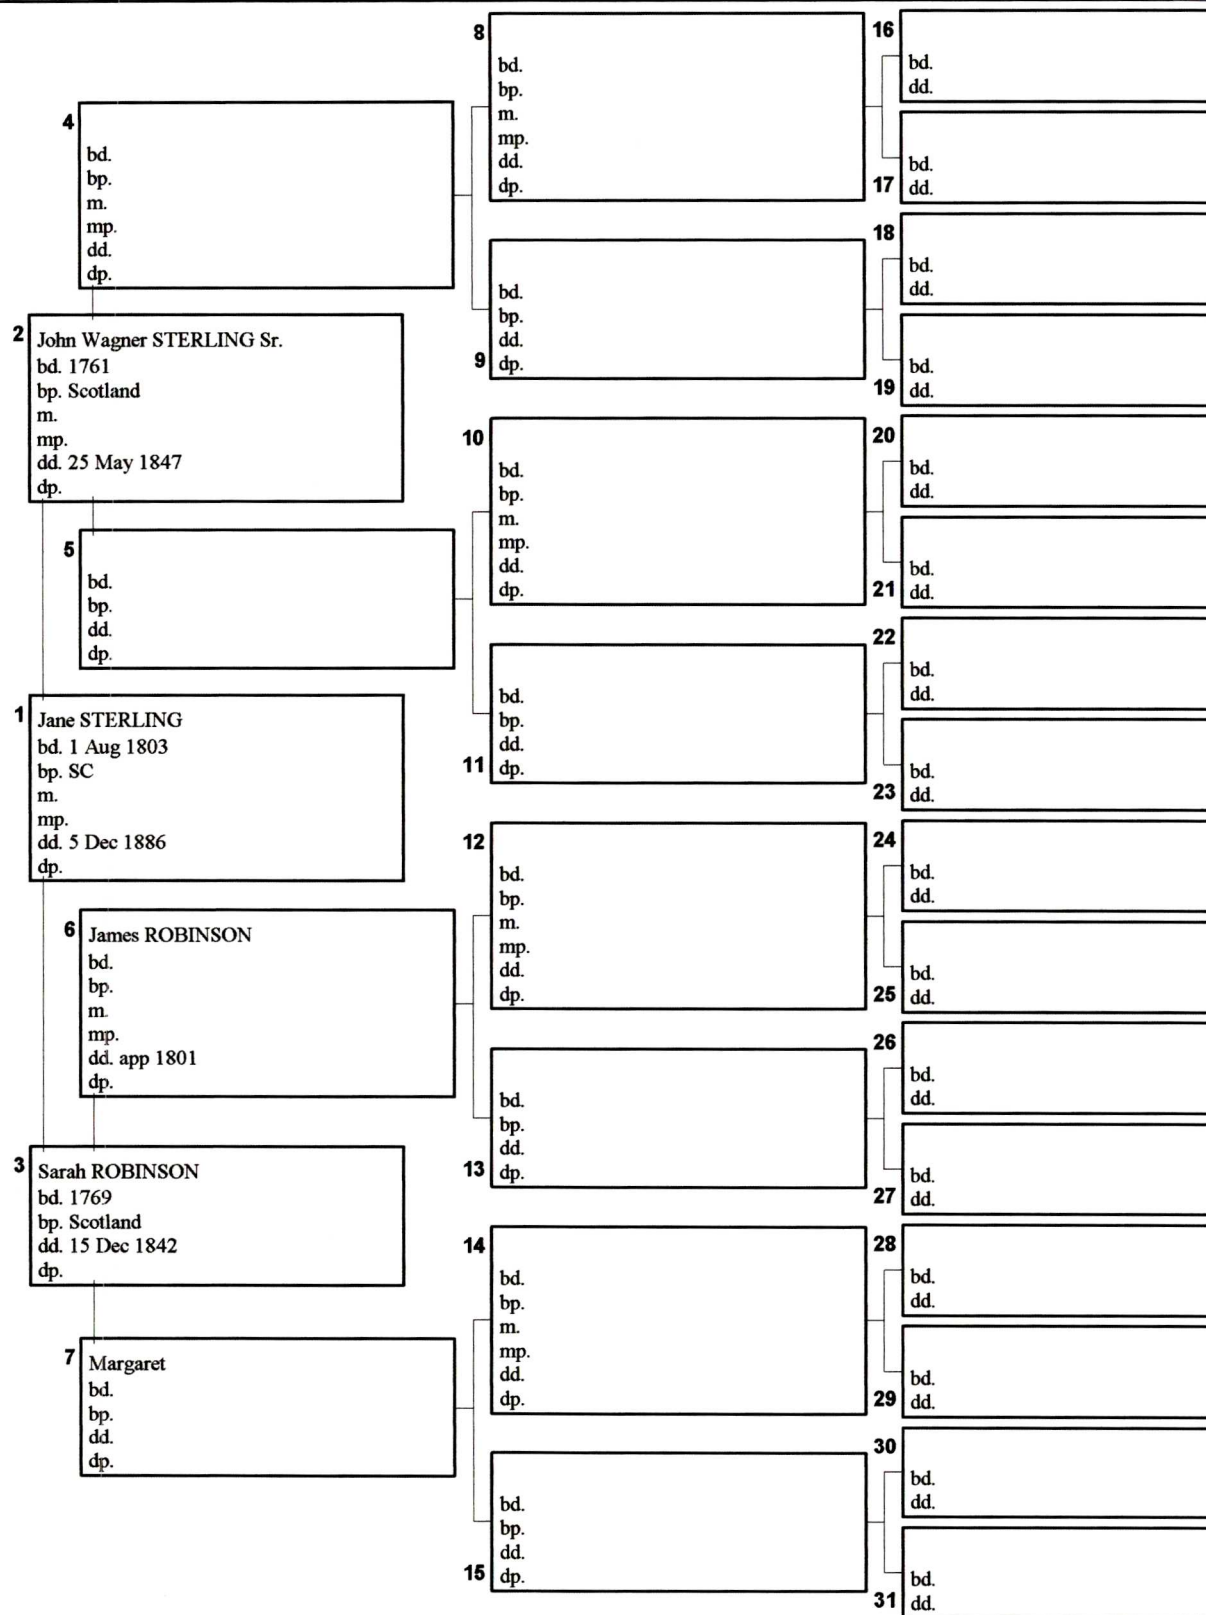 4
bd.
bp.
m.
mp.
dd.
dp.
2
John Wagner STERLING Sr.
bd. 1761
bp. Scotland
m.
mp.
dd. 25 May 1847
dp.
5
bd.
bp.
dd.
dp.
1
Jane STERLING
bd. 1 Aug 1803
bp. SC
m.
mp.
dd. 5 Dec 1886
dp.
6
James ROBINSON
bd.
bp.
m.
mp.
dd. app 1801
dp.
3
Sarah ROBINSON
bd. 1769
bp. Scotland
dd. 15 Dec 1842
dp.
7
Margaret
bd.
bp.
dd.
dp.
8
bd.
bp.
m.
mp.
dd.
dp.
bd.
bp.
dd.
9
dp.
10
bd.
bp.
m.
mp.
dd.
dp.
bd.
bp.
dd.
11
dp.
12
bd.
bp.
m.
mp.
dd.
dp.
bd.
bp.
dd.
13
dp.
14
bd.
bp.
m.
mp.
dd.
dp.
bd.
bp.
dd.
15
dp.
16
bd.
dd.
bd.
17
dd.
18
bd.
dd.
bd.
19
dd.
20
bd.
dd.
bd.
21
dd.
22
bd.
dd.
bd.
23
dd.
24
bd.
dd.
bd.
25
dd.
26
bd.
dd.
bd.
27
dd.
28
bd.
dd.
bd.
29
dd.
30
bd.
dd.
bd.
31
dd.